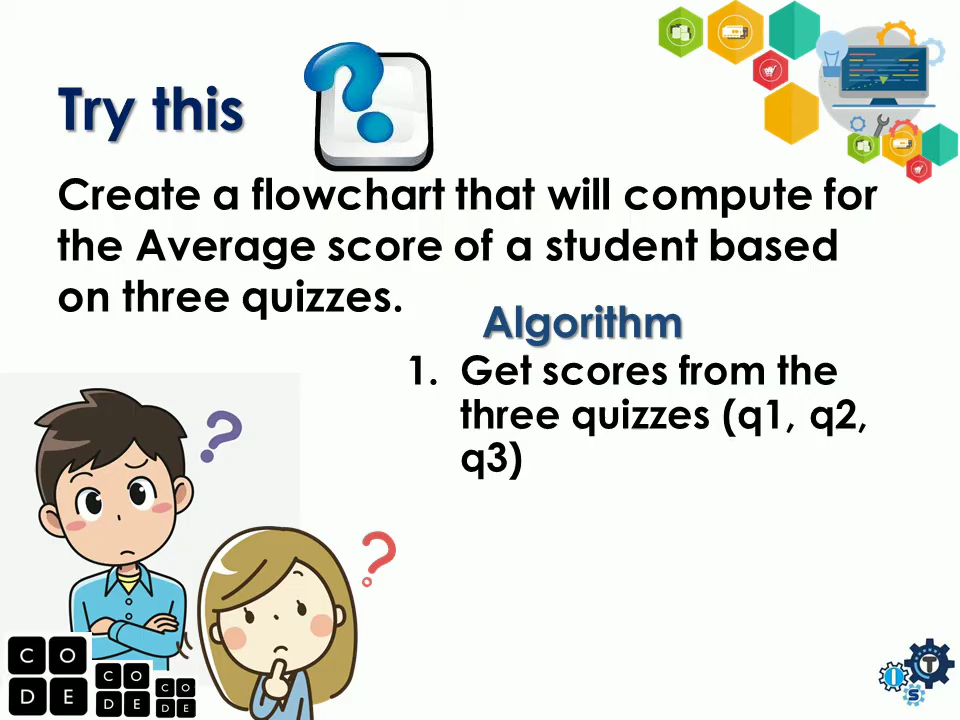 Try this
Create a flowchart that will compute for
the Average score of a student based
on three quizzes.
Algorithm
1. Get scores from the
three quizzes (q1, q2,
q3)
?
?
?
C O
D E
C O
D E
C O
D E
I T
S